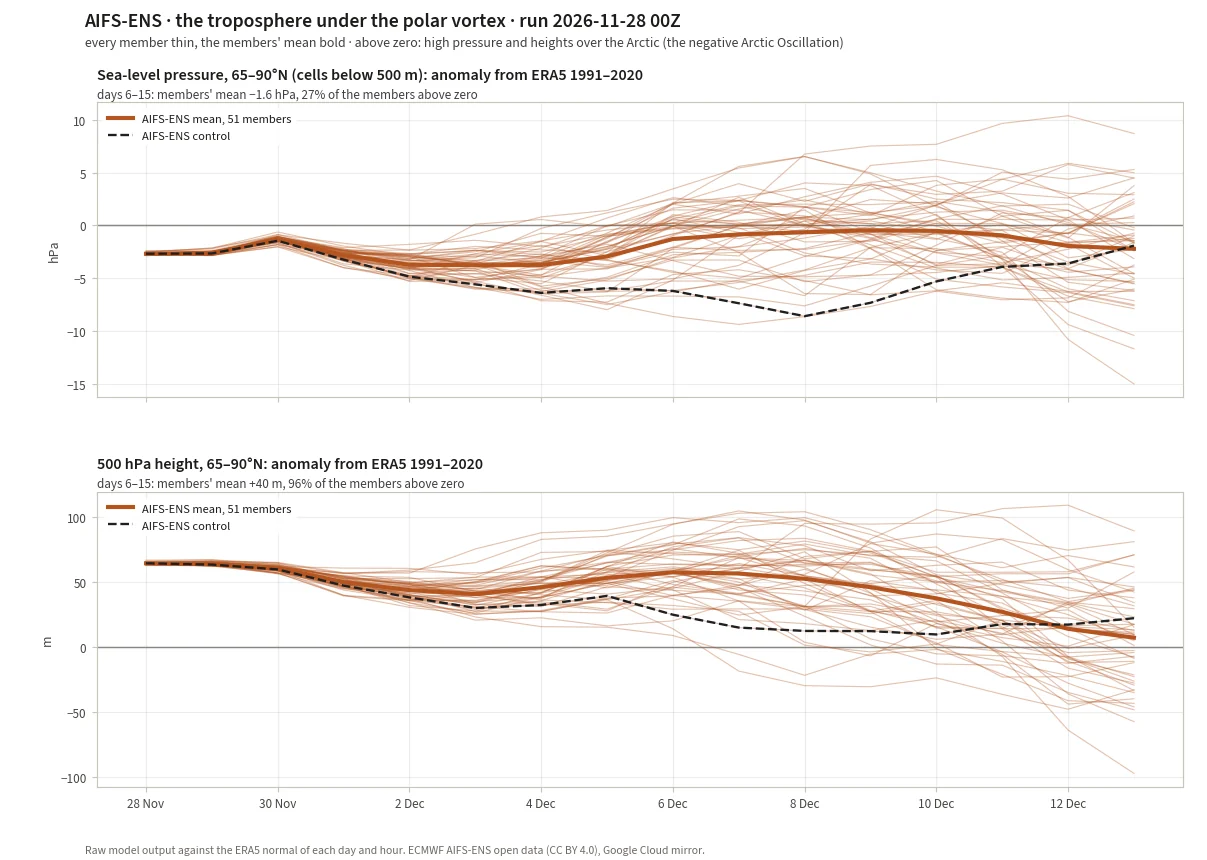 AIFS-ENS · the troposphere under the polar vortex · run 2026-11-28 00Z
every member thin, the members' mean bold · above zero: high pressure and heights over the Arctic (the negative Arctic Oscillation)
Sea-level pressure, 65–90°N (cells below 500 m): anomaly from ERA5 1991–2020
days 6–15: members' mean −1.6 hPa, 27% of the members above zero
AIFS-ENS mean, 51 members
AIFS-ENS control
10
5
0
−5
−10
−15
hPa
500 hPa height, 65–90°N: anomaly from ERA5 1991–2020
days 6–15: members' mean +40 m, 96% of the members above zero
AIFS-ENS mean, 51 members
AIFS-ENS control
100
50
0
−50
−100
m
28 Nov 30 Nov 2 Dec 4 Dec 6 Dec 8 Dec 10 Dec 12 Dec
Raw model output against the ERA5 normal of each day and hour. ECMWF AIFS-ENS open data (CC BY 4.0), Google Cloud mirror.